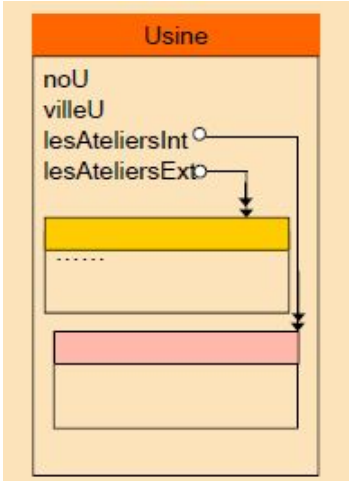 Usine
noU
villeU
lesAteliersInt
lesAteliersExt
......